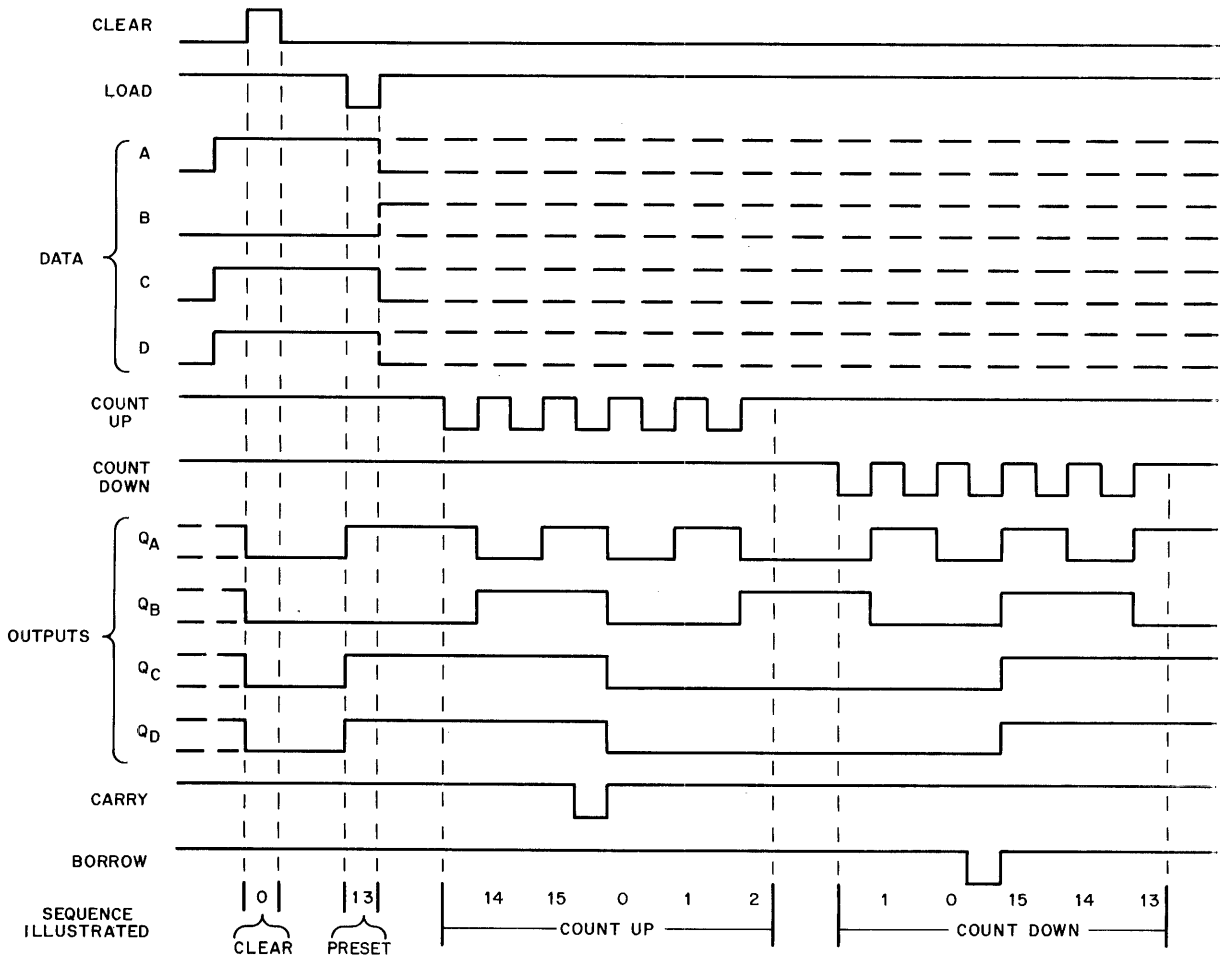 CLEAR
LOAD
A
B
DATA
C
D
COUNT
UP
COUNT
DOWN
QA
QB
OUTPUTS
QC
QD
CARRY
BORROW
SEQUENCE
ILLUSTRATED
0
13
14 15 0 1 2
1 0 15 14 13
CLEAR
PRESET
COUNT UP
COUNT DOWN